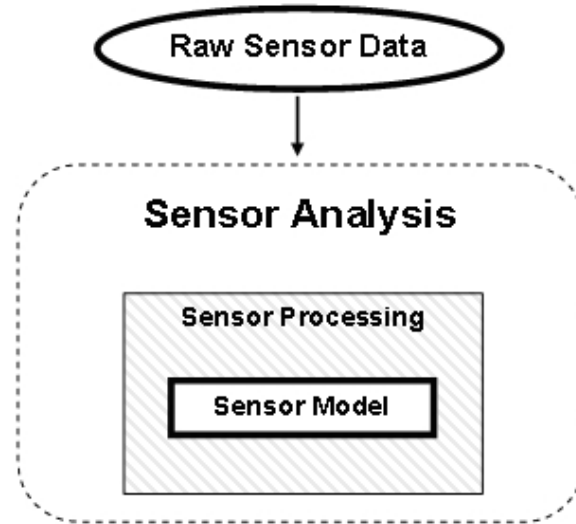 Raw Sensor Data
Sensor Analysis
Sensor Processing
Sensor Model